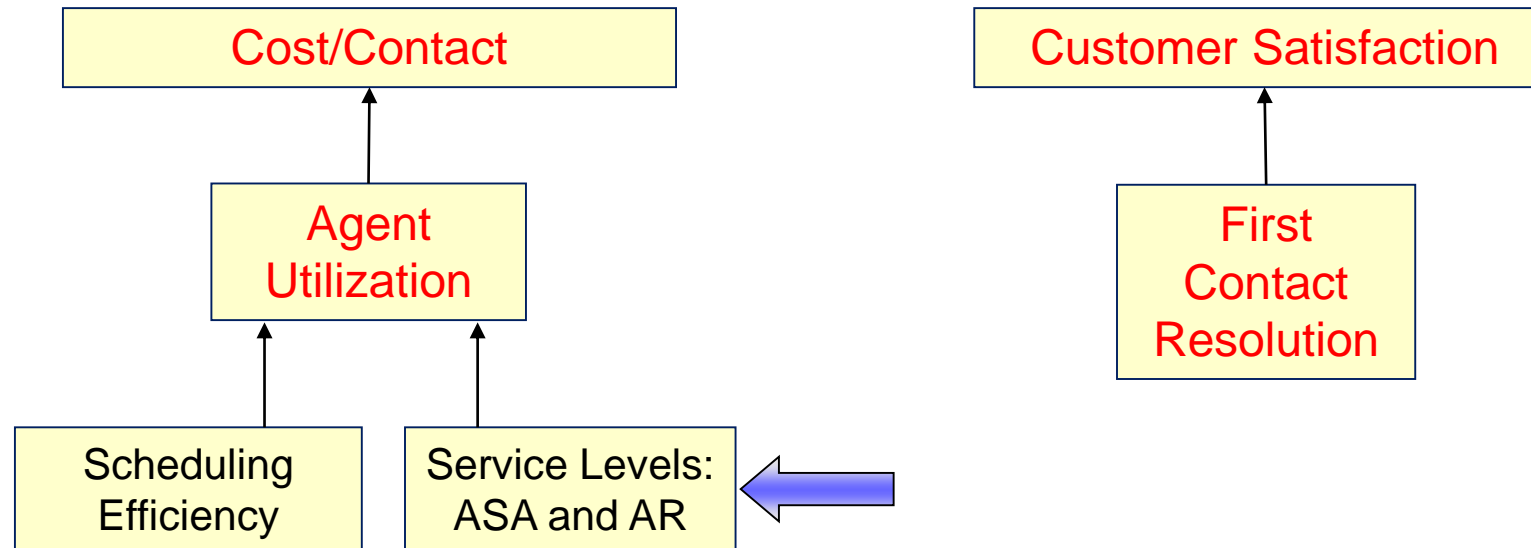 Cost/Contact
Customer Satisfaction
Agent
Utilization
First
Contact
Resolution
Scheduling
Efficiency
Service Levels:
ASA and AR